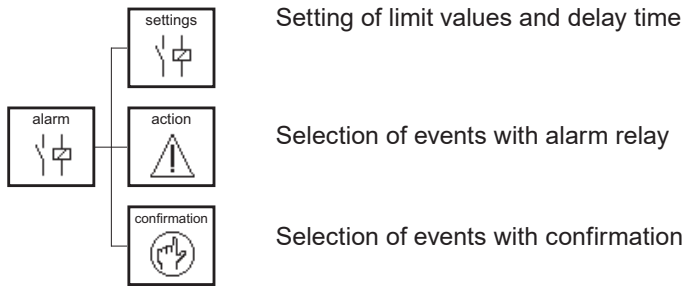 settings
Setting of limit values and delay time
alarm
action
Selection of events with alarm relay
confirmation
Selection of events with confirmation